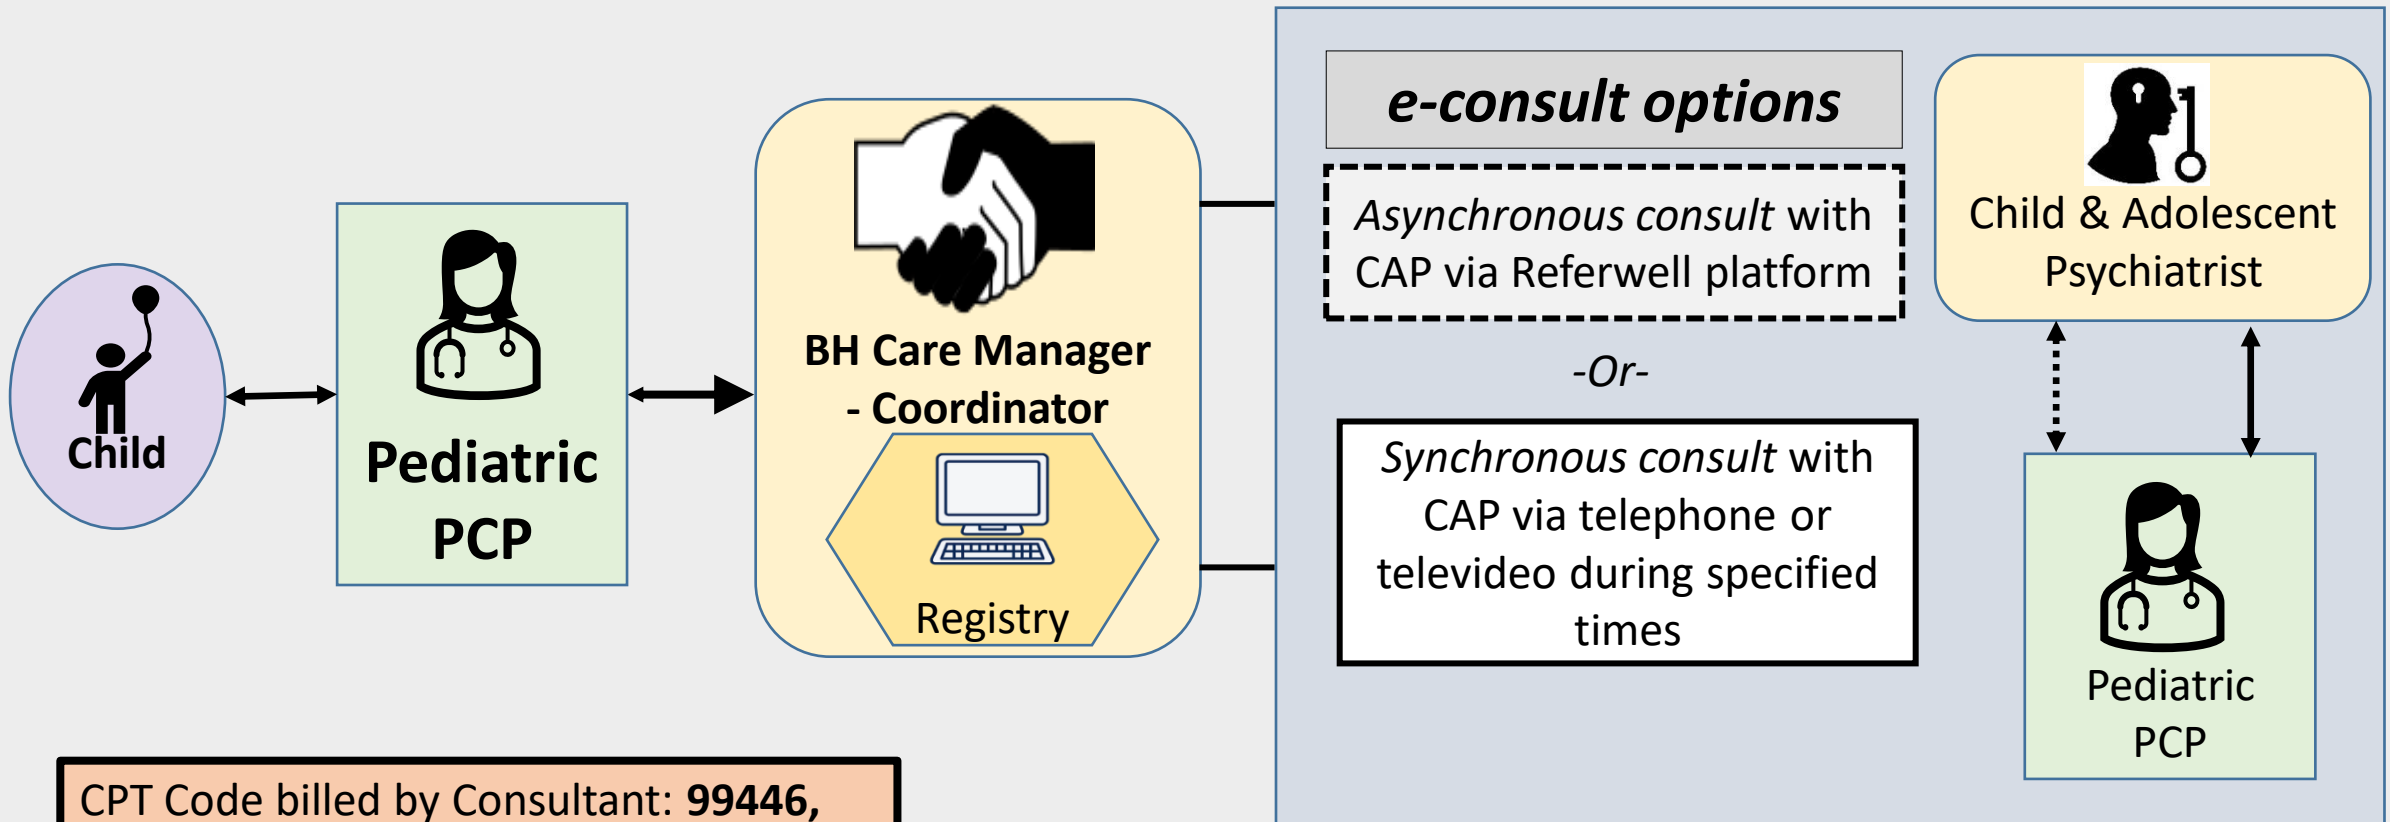 Child
Pediatric
PCP
BH Care Manager
- Coordinator
Registry
e-consult options
Asynchronous consult with
CAP via Referwell platform
-Or-
Synchronous consult with
CAP via telephone or
televideo during specified
times
Child & Adolescent
Psychiatrist
Pediatric
PCP
CPT Code billed by Consultant: 99446,